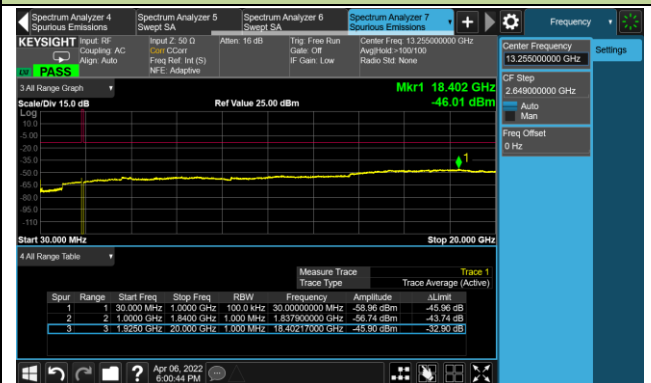 Spectrum Analyzer 4 Spectrum Analyzer 5 Spectrum Analyzer 6 Spectrum Analyzer 7 Frequency
Spurious Emissions Swept SA Swept SA Spurious Emissions
KEYSIGHT Input: RF Input Z: 50 Ω Atten: 16 dB Trig: Free Run Center Freq: 13.255000000 GHz
Coupling: AC Corr CCorr Gate: Off Avg|Hold:>100/100
Align: Auto Freq Ref: Int (S) IF Gain: Low Radio Std: None
NFE: Adaptive
PASS
Center Frequency Settings
13.255000000 GHz
CF Step
2.649000000 GHz
Auto
Man
Freq Offset
0 Hz
3 All Range Graph Mkr1 18.402 GHz
Scale/Div 15.0 dB Ref Value 25.00 dBm -46.01 dBm
Log
10.0
-5.00
-20.0
-35.0
-50.0
-65.0
-80.0
-95.0
-110
1
Start 30.000 MHz Stop 20.000 GHz
4 All Range Table
Measure Trace Trace 1
Trace Type Trace Average (Active)
Spur Range Start Freq Stop Freq RBW Frequency Amplitude ΔLimit
1 1 30.000 MHz 1.0000 GHz 100.0 kHz 30.00000000 MHz -58.96 dBm -45.96 dB
2 2 1.0000 GHz 1.8400 GHz 1.000 MHz 1.837900000 GHz -56.74 dBm -43.74 dB
3 3 1.9250 GHz 20.000 GHz 1.000 MHz 18.40217000 GHz -45.90 dBm -32.90 dB
Apr 06, 2022
6:00:44 PM